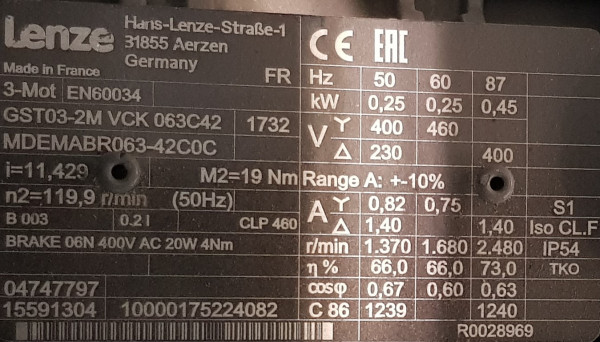 Lenze Hans-Lenze-Straße-1
31855 Aerzen
Germany
Made in France FR
3-Mot EN60034
GST03-2M VCK 063C42 1732
MDEMABR063-42C0C
i=11,429 M2=19 Nm
n2=119,9 r/min (50Hz)
B 003 0.2 l CLP 460
BRAKE 06N 400V AC 20W 4Nm
04747797
15591304 10000175224082
CE EAC
Hz 50 60 87
kW 0,25 0,25 0,45
V Y 400 460
Δ 230 400
Range A: +-10%
A Y 0,82 0,75 S1
Δ 1,40 1,40 Iso CL.F
r/min 1.370 1.680 2.480 IP54
η % 66,0 66,0 73,0 TKO
cosφ 0,67 0,60 0,63
C 86 1239 1240
R0028969